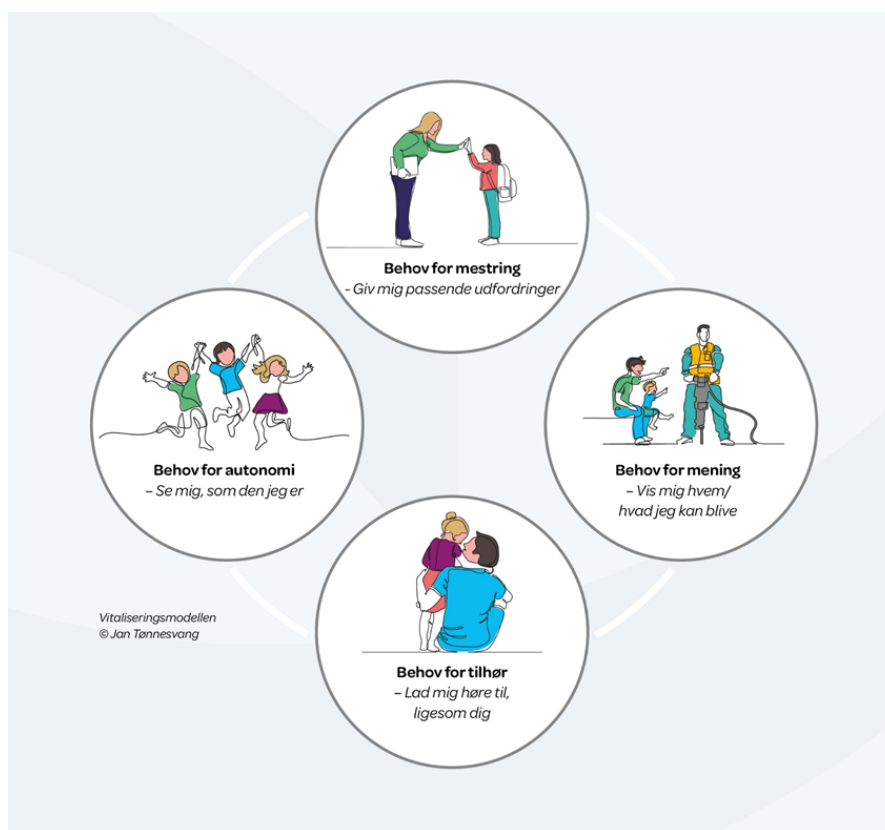 Behov for mestring
- Giv mig passende udfordringer
Behov for autonomi
– Se mig, som den jeg er
Behov for mening
– Vis mig hvem/
hvad jeg kan blive
Behov for tilhør
– Lad mig høre til,
ligesom dig
Vitaliseringsmodellen
© Jan Tønnesvang